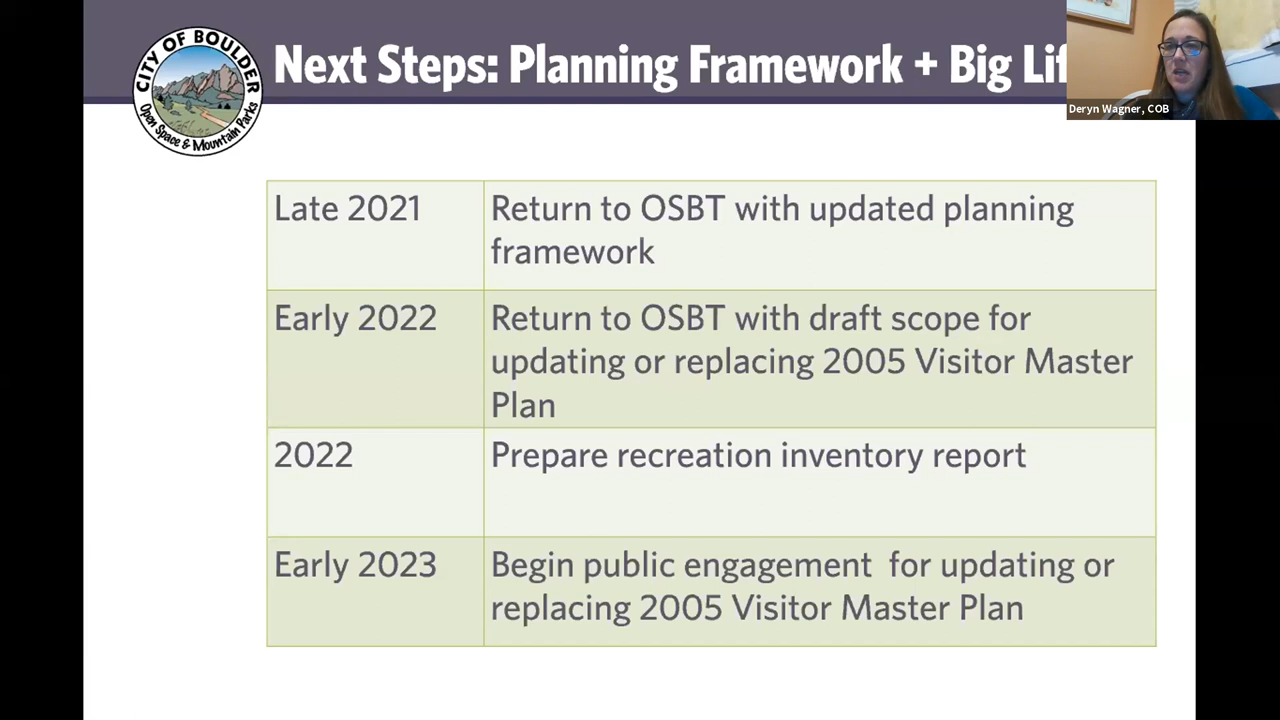 CITY OF BOULDER
Open Space & Mountain Parks
Next Steps: Planning Framework + Big Lif
Deryn Wagner, COB
Late 2021
Return to OSBT with updated planning
framework
Early 2022
Return to OSBT with draft scope for
updating or replacing 2005 Visitor Master
Plan
2022
Prepare recreation inventory report
Early 2023
Begin public engagement  for updating or
replacing 2005 Visitor Master Plan